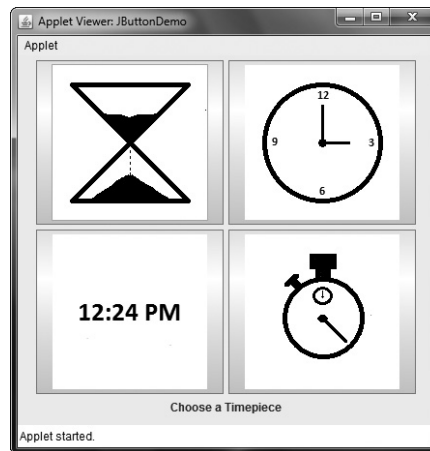 Applet Viewer: JButtonDemo
Applet
12
9 3
6
12:24 PM
Choose a Timepiece
Applet started.